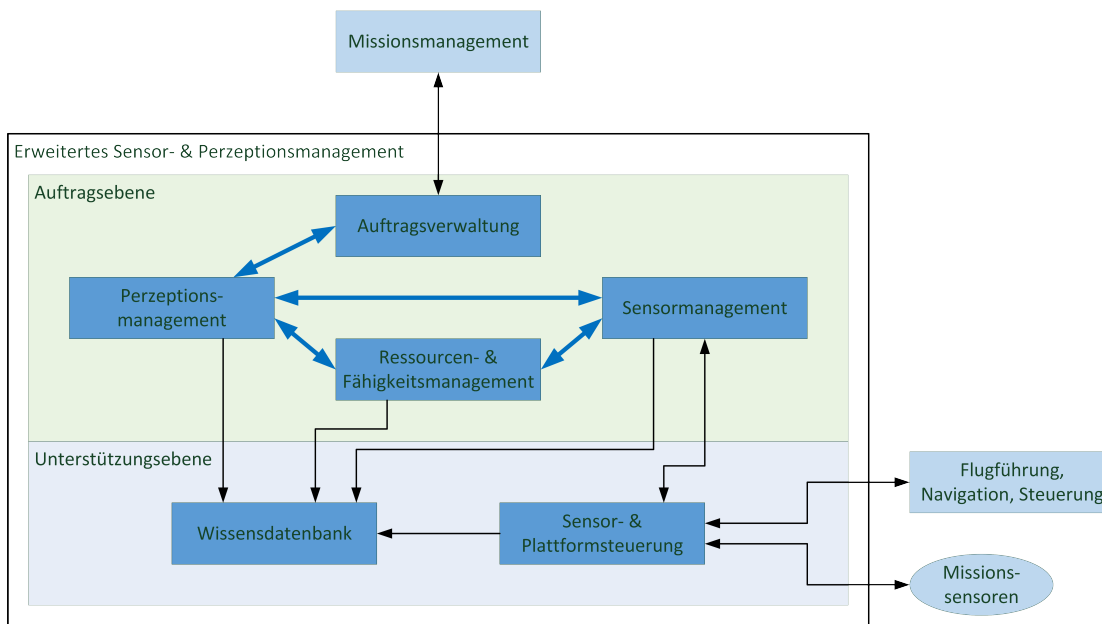 Missionsmanagement
Erweitertes Sensor- & Perzeptionsmanagement
Auftragsebene
Auftragsverwaltung
Perzeptions-
management
Sensormanagement
Ressourcen- &
Fähigkeitsmanagement
Unterstützungsebene
Flugführung,
Navigation, Steuerung
Wissensdatenbank
Sensor- &
Plattformsteuerung
Missions-
sensoren